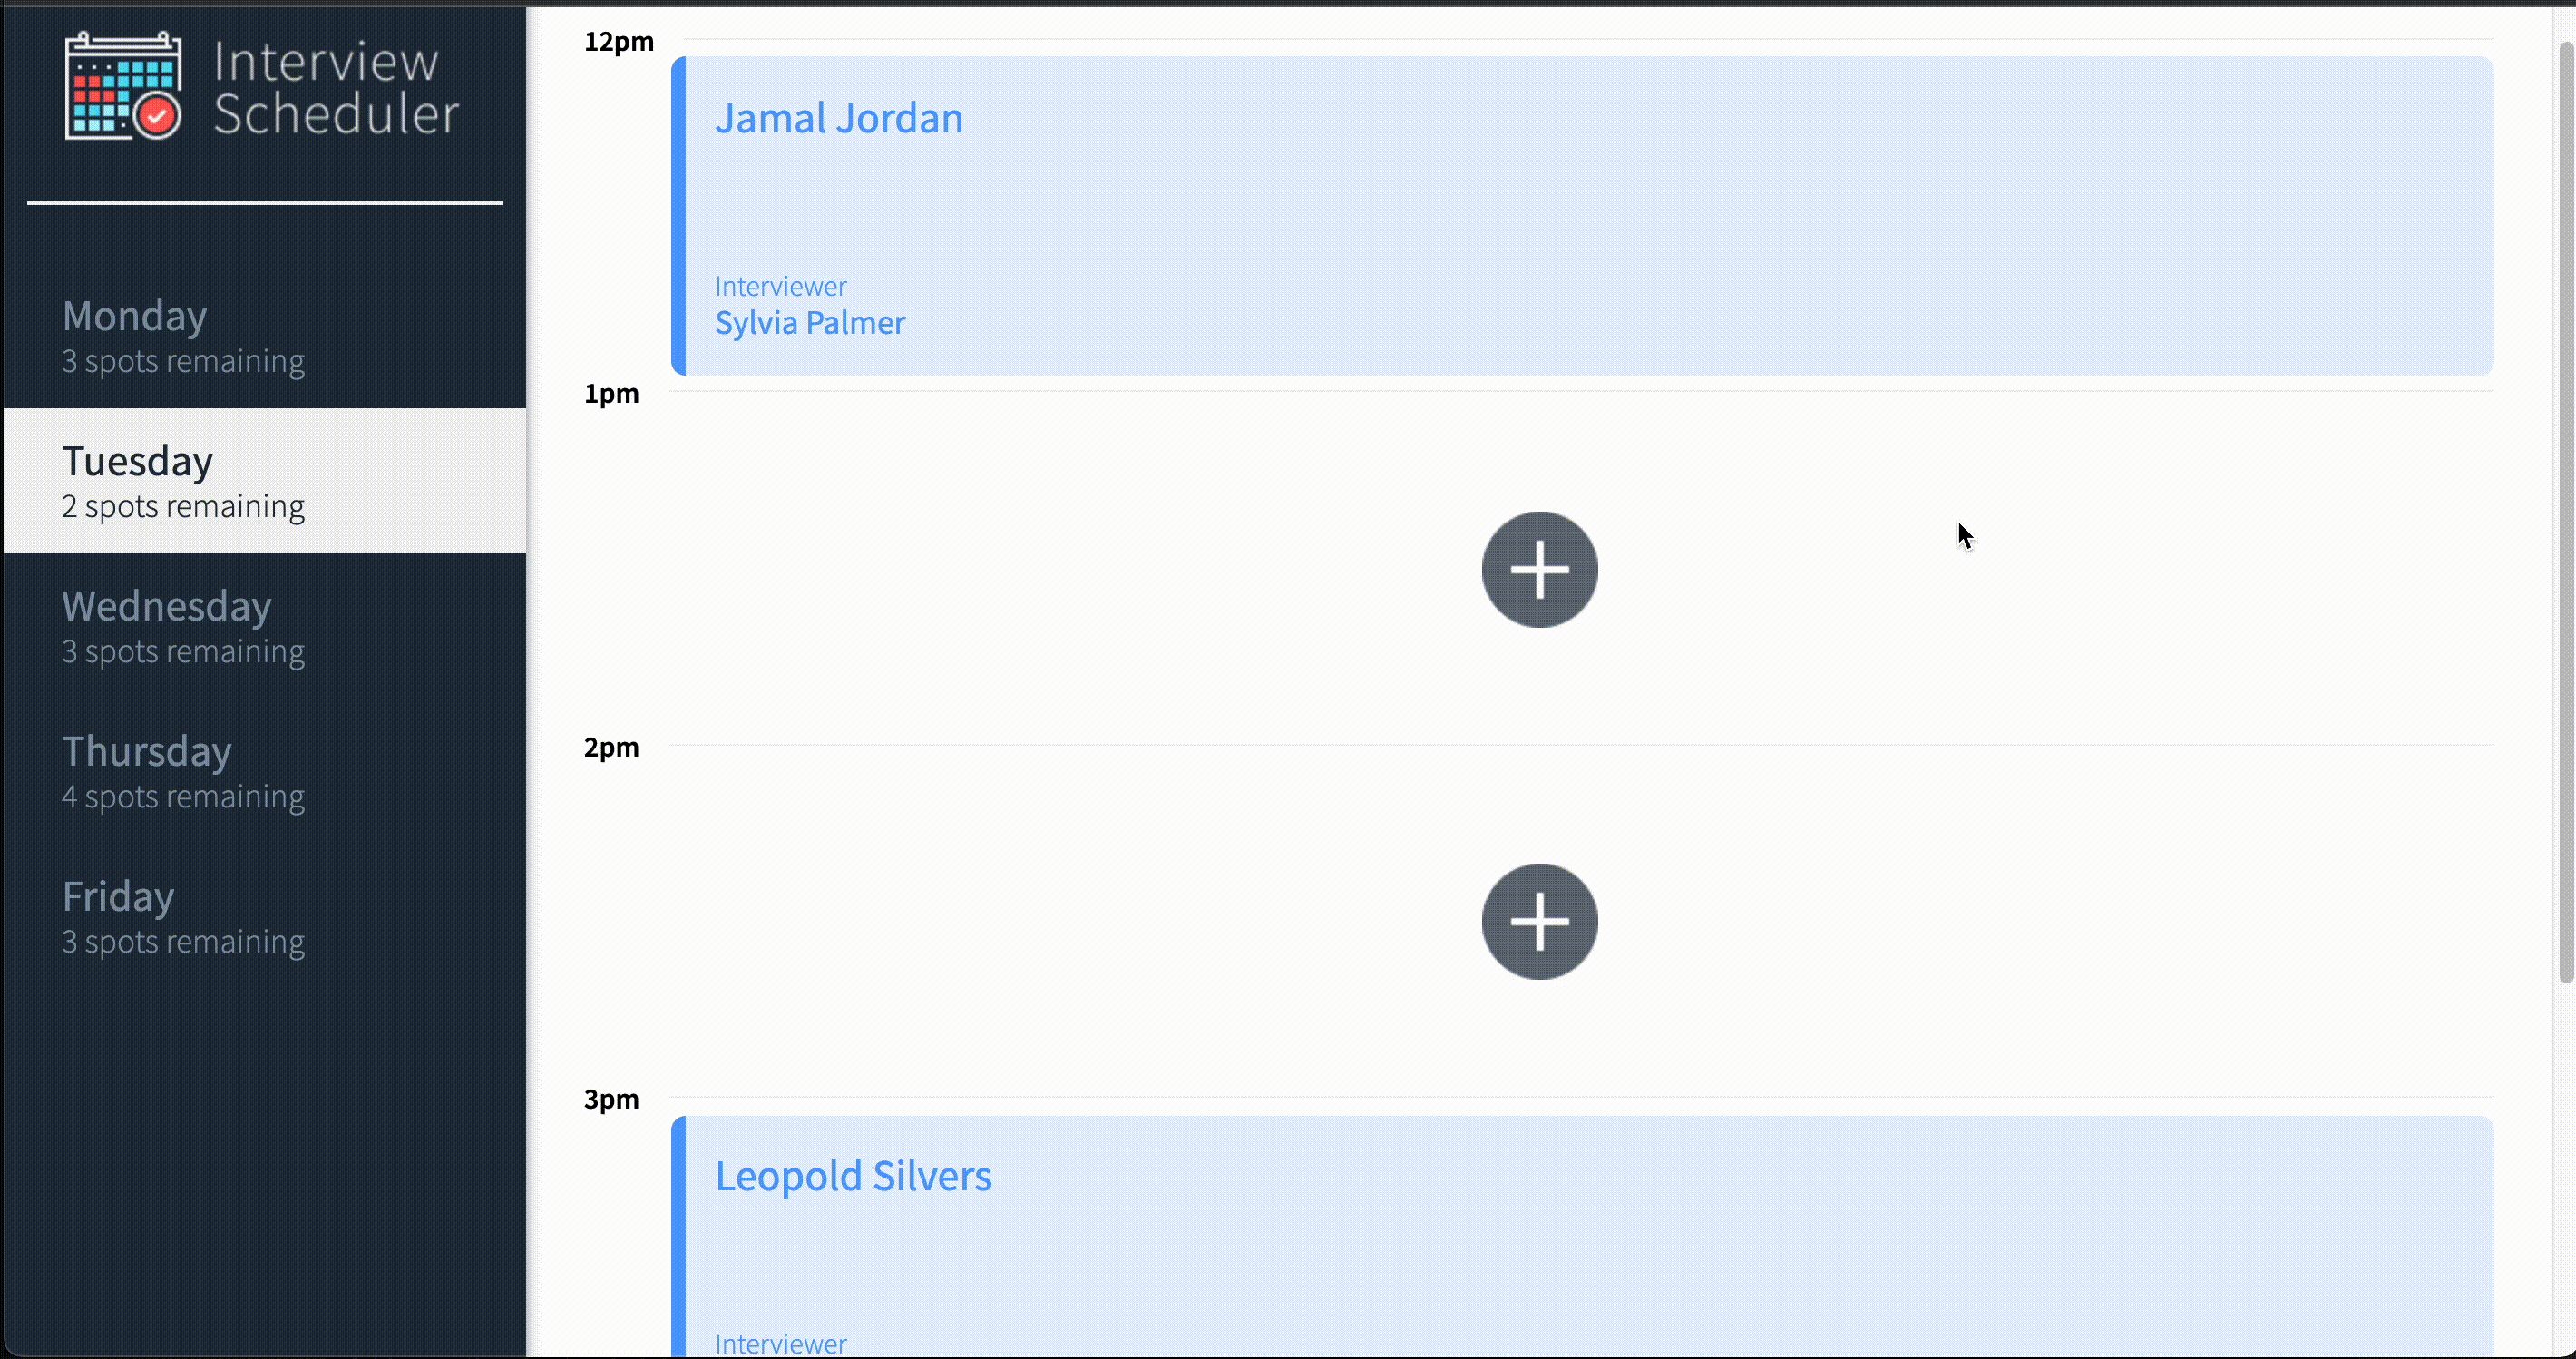 Interview
Scheduler
Monday
3 spots remaining
Tuesday
2 spots remaining
Wednesday
3 spots remaining
Thursday
4 spots remaining
Friday
3 spots remaining
12pm
Jamal Jordan
Interviewer
Sylvia Palmer
1pm
2pm
3pm
Leopold Silvers
Interviewer